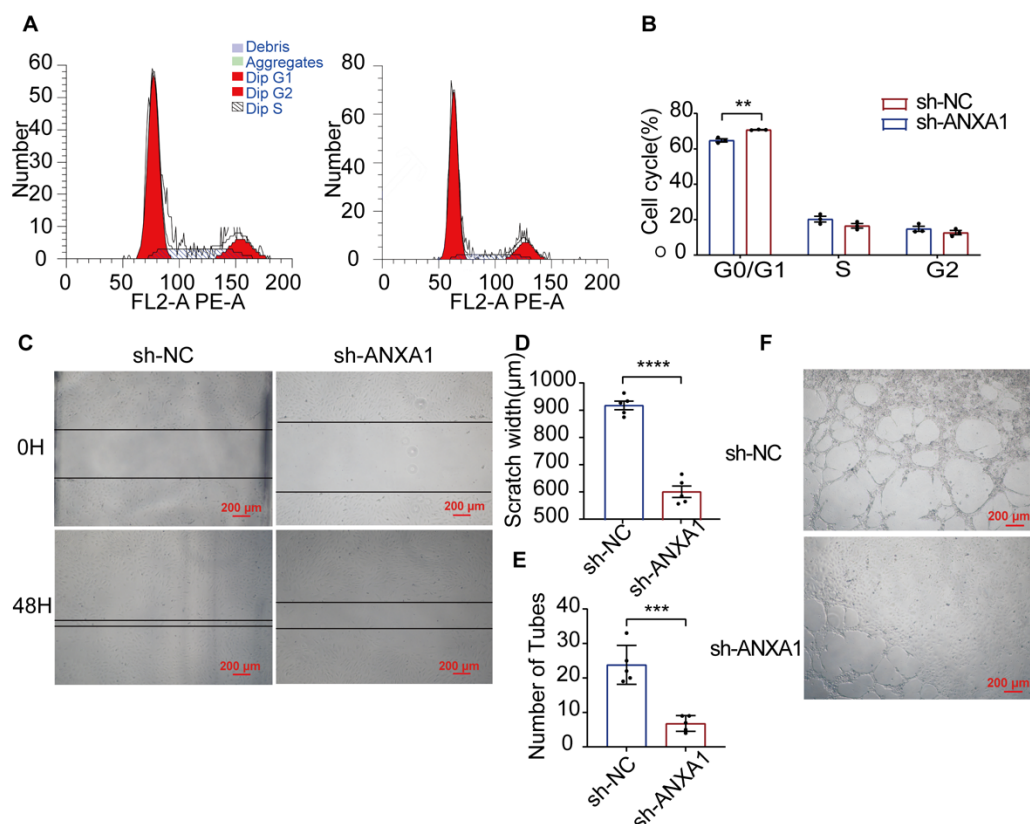 A
Debris
Aggregates
Dip G1
Dip G2
Dip S
60
50
40
30
20
10
0
Number
0 50 100 150 200
FL2-A PE-A
80
60
40
20
0
Number
0 50 100 150 200
FL2-A PE-A
B
sh-NC
sh-ANXA1
**
80
60
40
20
0
Cell cycle(%)
G0/G1 S G2
C
sh-NC sh-ANXA1
0H
200 µm
200 µm
48H
200 µm
200 µm
D
****
1000
900
800
700
600
500
Scratch width(µm)
sh-NC
sh-ANXA1
E
***
40
30
20
10
0
Number of Tubes
sh-NC
sh-ANXA1
F
sh-NC
200 µm
sh-ANXA1
200 µm